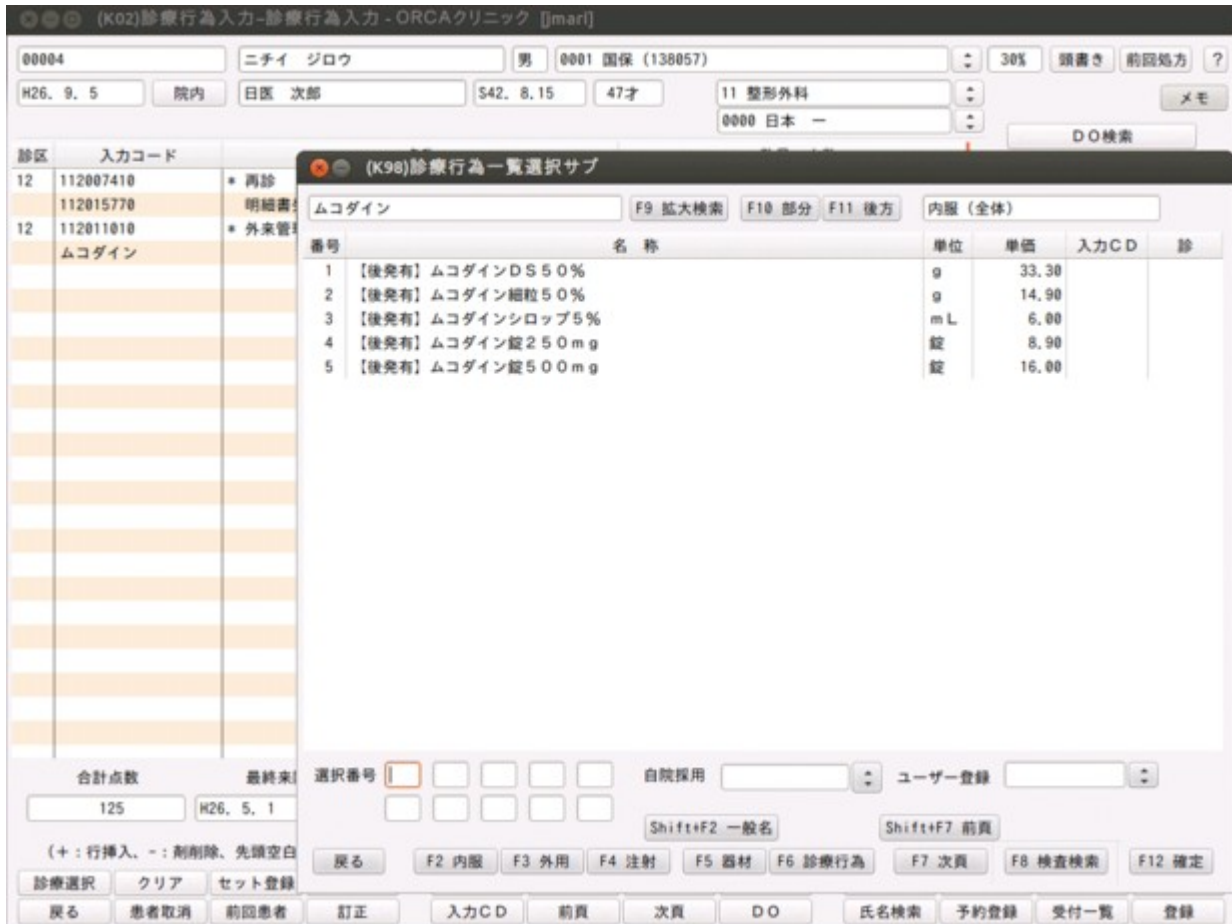 (K02)診療行為入力-診療行為入力 - ORCAクリニック [jmari]
00004 ニチイ ジロウ 男 0001 国保 (138057) 30% 頭書き 前回処方 ?
H26. 9. 5 院内 日医 次郎 S42. 8.15 47才 11 整形外科 メモ
0000 日本 一
DO検索
診区 入力コード
12 112007410 * 再診
112015770 明細書
12 112011010 * 外来管理
ムコダイン
(K98)診療行為一覧選択サブ
ムコダイン F9 拡大検索 F10 部分 F11 後方 内服 (全体)
番号 名 称 単位 単価 入力CD 診
1 【後発有】ムコダインDS50% g 33.30
2 【後発有】ムコダイン細粒50% g 14.90
3 【後発有】ムコダインシロップ5% mL 6.00
4 【後発有】ムコダイン錠250mg 錠 8.90
5 【後発有】ムコダイン錠500mg 錠 16.00
選択番号 自院採用 ユーザー登録
Shift+F2 一般名 Shift+F7 前頁
戻る F2 内服 F3 外用 F4 注射 F5 器材 F6 診療行為 F7 次頁 F8 検査検索 F12 確定
合計点数 最終来
125 H26. 5. 1
(+:行挿入、-:剤削除、先頭空白
診療選択 クリア セット登録
戻る 患者取消 前回患者 訂正 入力CD 前頁 次頁 DO 氏名検索 予約登録 受付一覧 登録